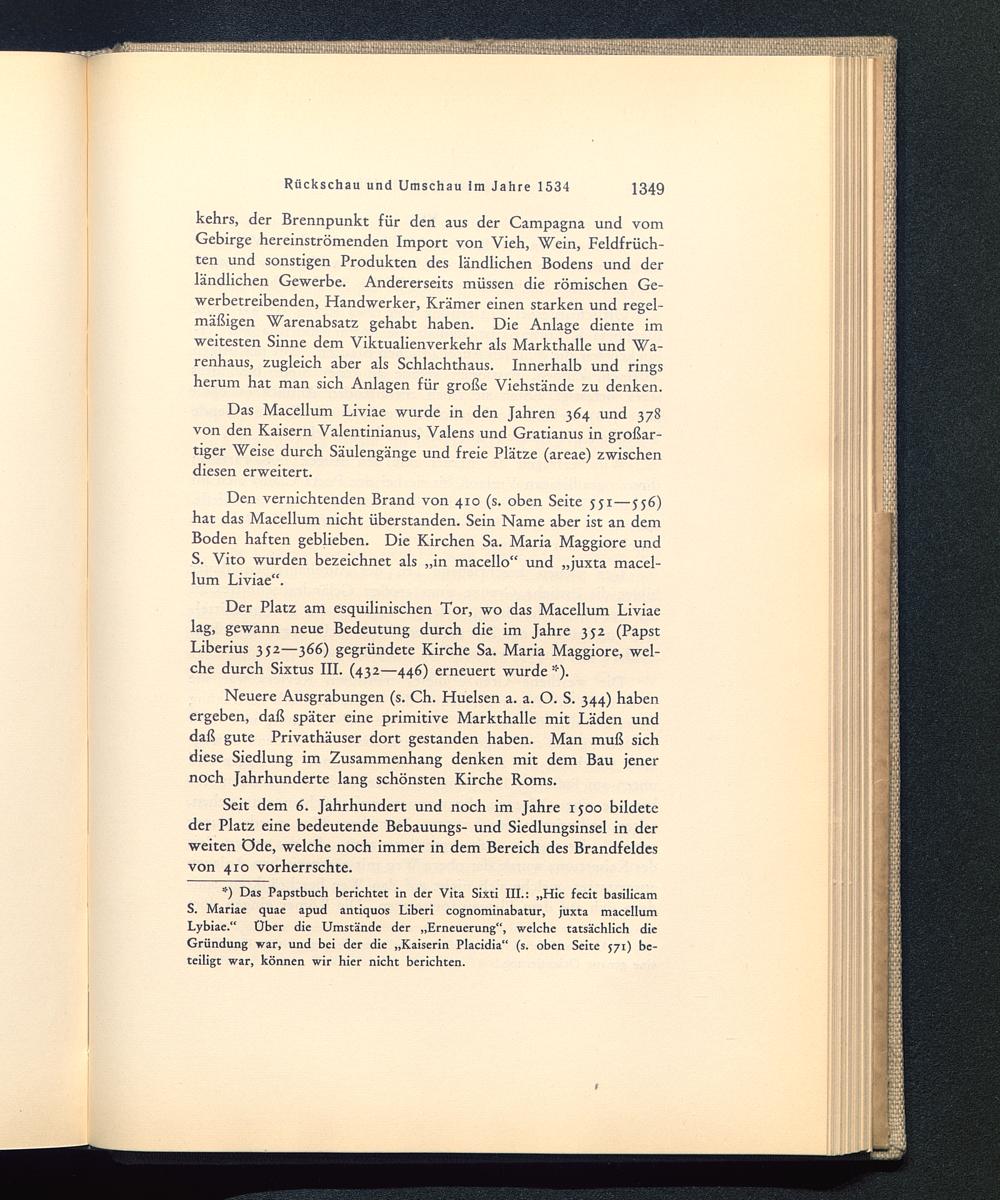 Rückschau und Umschau im Jahre 1534 1349
kehrs, der Brennpunkt für den aus der Campagna und vom
Gebirge hereinströmenden Import von Vieh, Wein, Feldfrüch-
ten und sonstigen Produkten des ländlichen Bodens und der
ländlichen Gewerbe. Andererseits müssen die römischen Ge-
werbetreibenden, Handwerker, Krämer einen starken und regel-
mäßigen Warenabsatz gehabt haben. Die Anlage diente im
weitesten Sinne dem Viktualienverkehr als Markthalle und Wa-
renhaus, zugleich aber als Schlachthaus. Innerhalb und rings
herum hat man sich Anlagen für große Viehstände zu denken.
Das Macellum Liviae wurde in den Jahren 364 und 378
von den Kaisern Valentinianus, Valens und Gratianus in großar-
tiger Weise durch Säulengänge und freie Plätze (areae) zwischen
diesen erweitert.
Den vernichtenden Brand von 410 (s. oben Seite 551—556)
hat das Macellum nicht überstanden. Sein Name aber ist an dem
Boden haften geblieben. Die Kirchen Sa. Maria Maggiore und
S. Vito wurden bezeichnet als „in macello“ und „juxta macel-
lum Liviae“.
Der Platz am esquilinischen Tor, wo das Macellum Liviae
lag, gewann neue Bedeutung durch die im Jahre 352 (Papst
Liberius 352—366) gegründete Kirche Sa. Maria Maggiore, wel-
che durch Sixtus III. (432—446) erneuert wurde *).
Neuere Ausgrabungen (s. Ch. Huelsen a. a. O. S. 344) haben
ergeben, daß später eine primitive Markthalle mit Läden und
daß gute Privathäuser dort gestanden haben. Man muß sich
diese Siedlung im Zusammenhang denken mit dem Bau jener
noch Jahrhunderte lang schönsten Kirche Roms.
Seit dem 6. Jahrhundert und noch im Jahre 1500 bildete
der Platz eine bedeutende Bebauungs- und Siedlungsinsel in der
weiten Öde, welche noch immer in dem Bereich des Brandfeldes
von 410 vorherrschte.
*) Das Papstbuch berichtet in der Vita Sixti III.: „Hic fecit basilicam
S. Mariae quae apud antiquos Liberi cognominabatur, juxta macellum
Lybiae.“ Über die Umstände der „Erneuerung“, welche tatsächlich die
Gründung war, und bei der die „Kaiserin Placidia“ (s. oben Seite 571) be-
teiligt war, können wir hier nicht berichten.